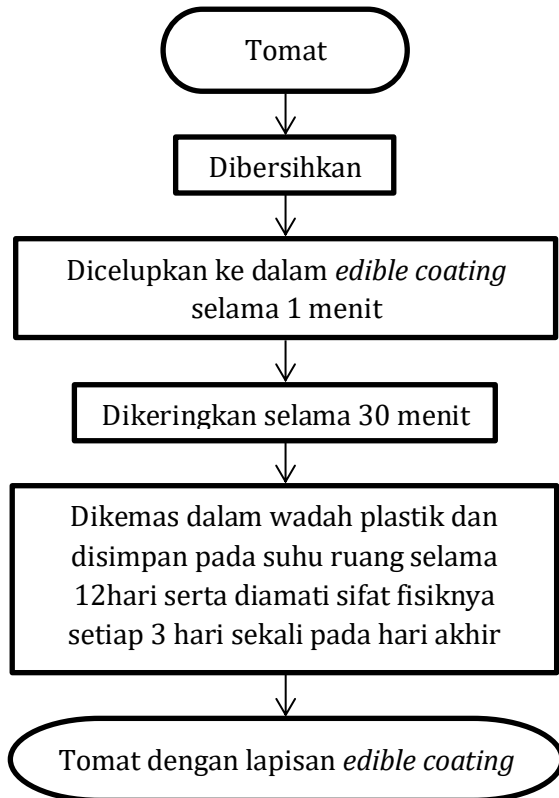 Tomat
Dibersihkan
Dicelupkan ke dalam edible coating
selama 1 menit
Dikeringkan selama 30 menit
Dikemas dalam wadah plastik dan
disimpan pada suhu ruang selama
12hari serta diamati sifat fisiknya
setiap 3 hari sekali pada hari akhir
Tomat dengan lapisan edible coating